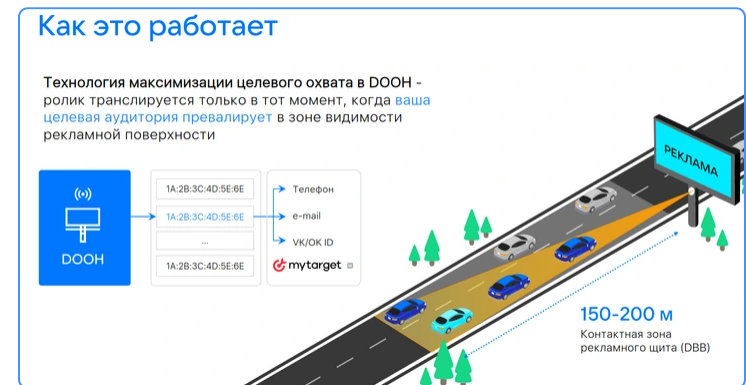 Как это работает
Технология максимизации целевого охвата в DOOH -
ролик транслируется только в тот момент, когда ваша
целевая аудитория превалирует в зоне видимости
рекламной поверхности
DOOH
1A:2B:3C:4D:5E:6E
1A:2B:3C:4D:5E:6E
...
1A:2B:3C:4D:5E:6E
Телефон
e-mail
VK/OK ID
mytarget
РЕКЛАМА
150-200 м
Контактная зона
рекламного щита (DBB)